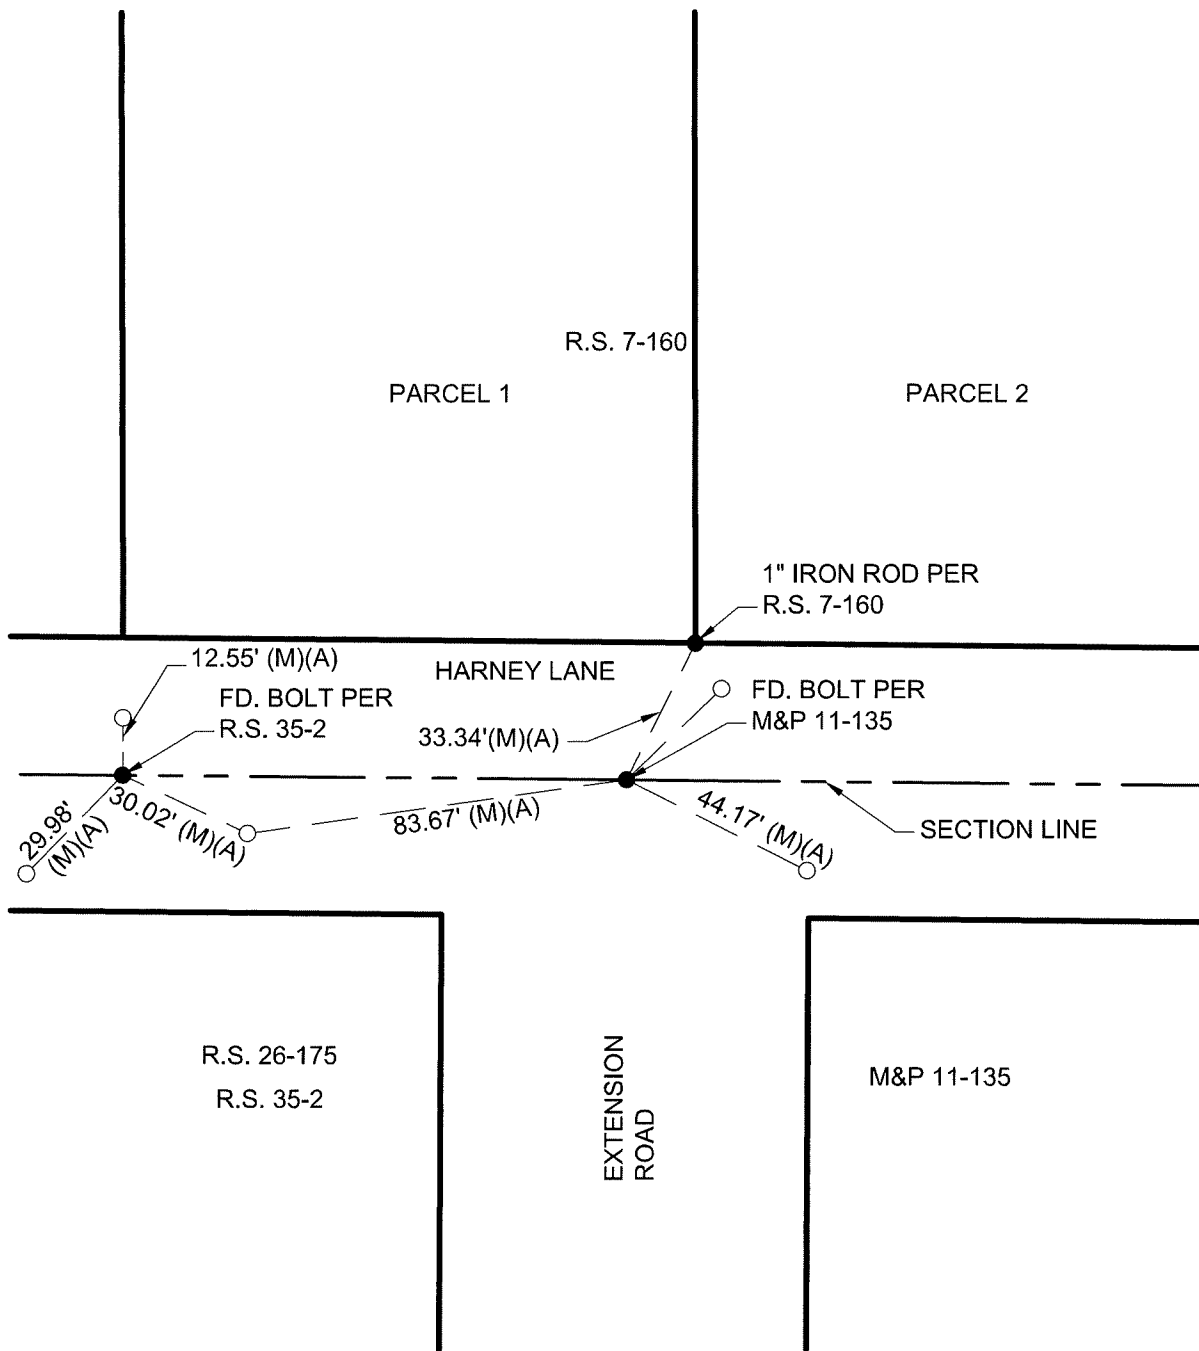 R.S. 7-160
PARCEL 1
PARCEL 2
1" IRON ROD PER
R.S. 7-160
12.55' (M)(A)
HARNEY LANE
FD. BOLT PER
R.S. 35-2
FD. BOLT PER
M&P 11-135
33.34'(M)(A)
29.98'
(M)(A)
30.02' (M)(A)
83.67' (M)(A)
44.17' (M)(A)
SECTION LINE
R.S. 26-175
R.S. 35-2
EXTENSION
ROAD
M&P 11-135